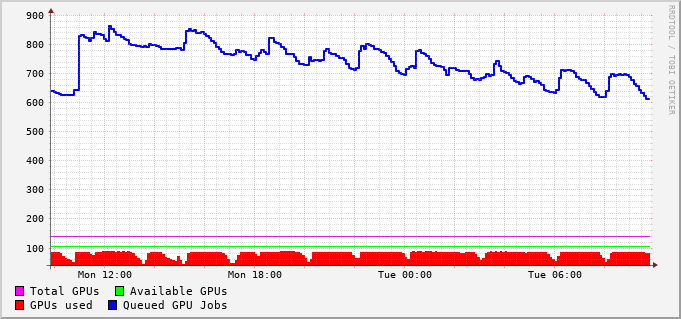 900
800
700
600
500
400
300
200
100
Mon 12:00 Mon 18:00 Tue 00:00 Tue 06:00
Total GPUs Available GPUs
GPUs used Queued GPU Jobs
RRDTOOL / TOBI OETIKER